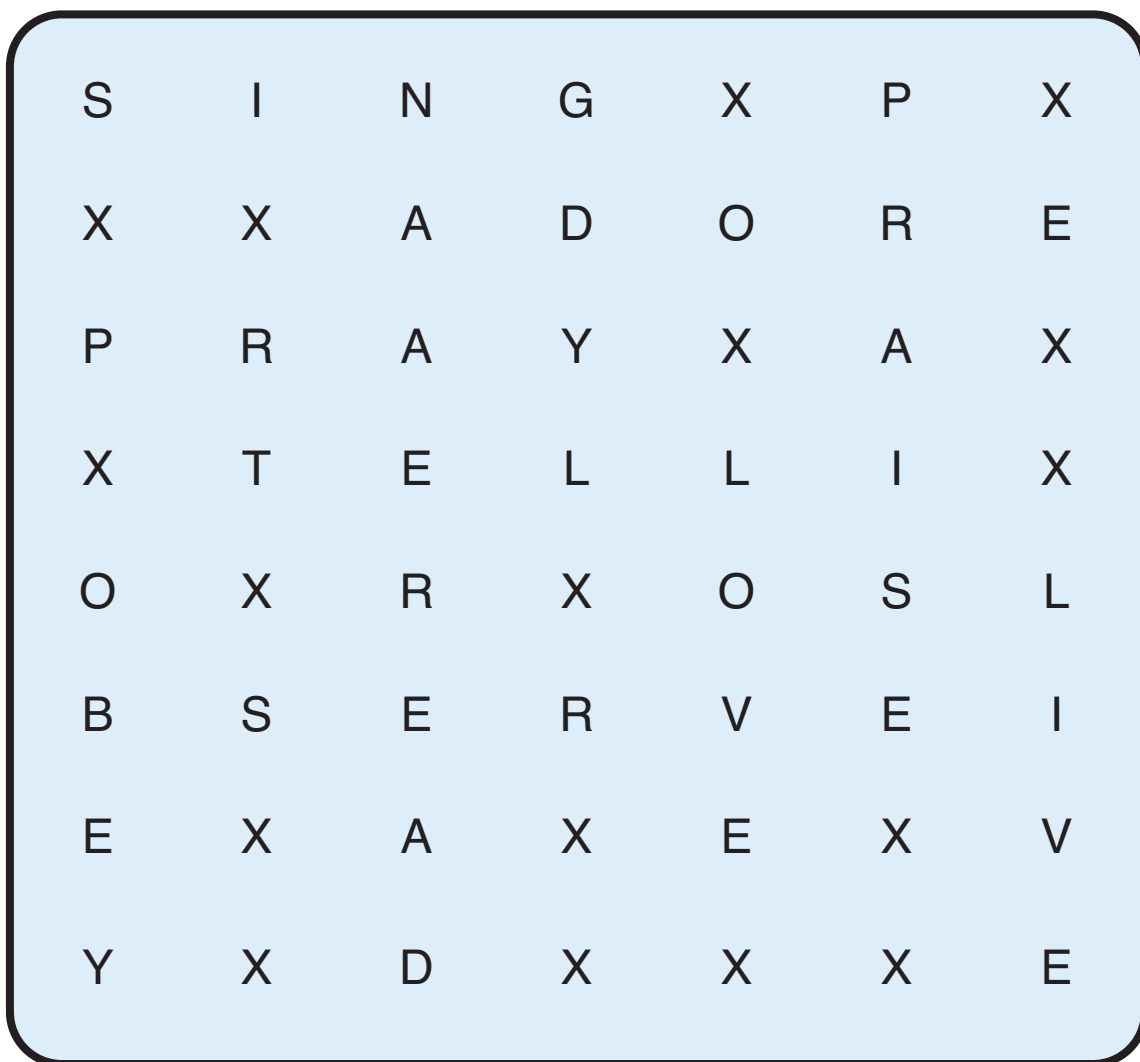 S I N G X P X
X X A D O R E
P R A Y X A X
X T E L L I X
O X R X O S L
B S E R V E I
E X A X E X V
Y X D X X X E